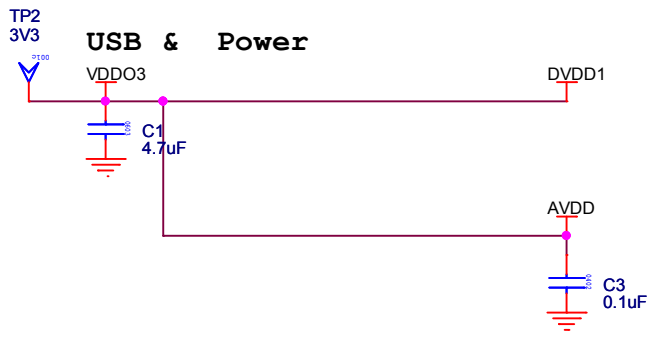 TP2
3V3
USB & Power
VDDO3
DVDD1
C1
4.7uF
AVDD
C3
0.1uF